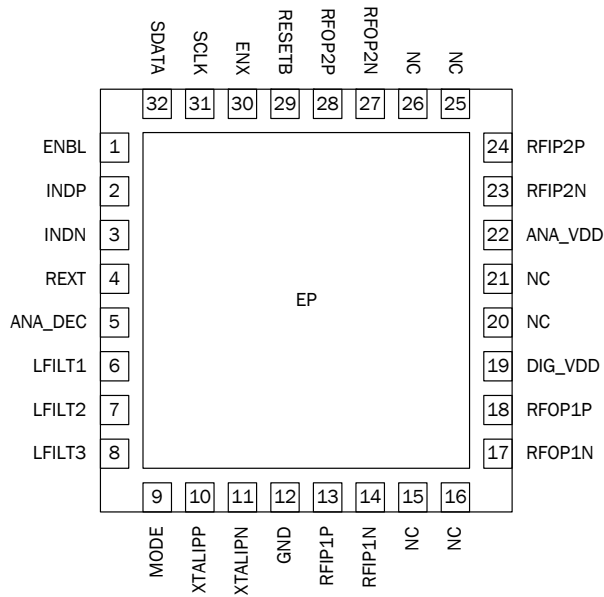 SDATA SCLK ENX RESETB RFOP2P RFOP2N NC NC
32 31 30 29 28 27 26 25
ENBL 1 24 RFIP2P
INDP 2 23 RFIP2N
INDN 3 22 ANA_VDD
REXT 4 21 NC
EP
ANA_DEC 5 20 NC
LFILT1 6 19 DIG_VDD
LFILT2 7 18 RFOP1P
LFILT3 8 17 RFOP1N
9 10 11 12 13 14 15 16
MODE XTALIPP XTALIPN GND RFIP1P RFIP1N NC NC